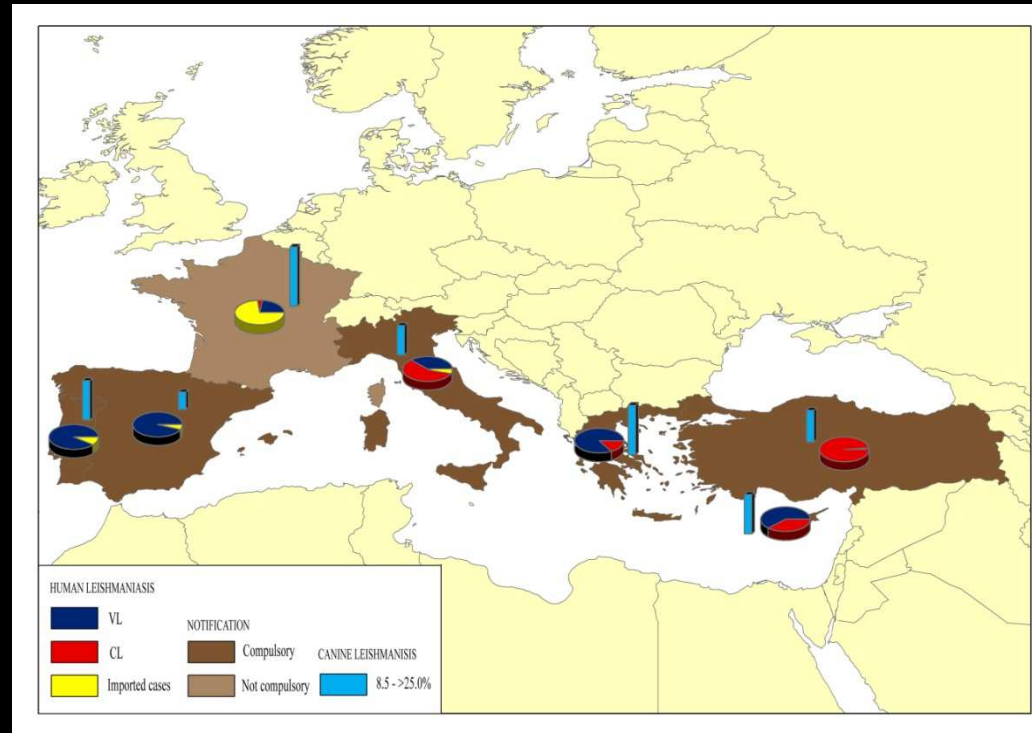 HUMAN LEISHMANIASIS
VL
CL
Imported cases
NOTIFICATION
Compulsory
Not compulsory
CANINE LEISHMANISIS
8.5 - >25.0%